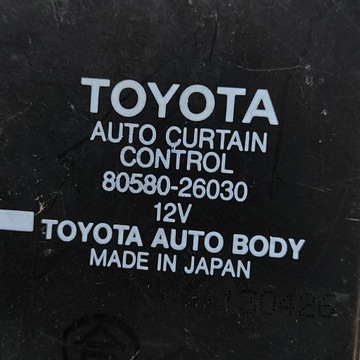 TOYOTA
AUTO CURTAIN
CONTROL
80580-26030
12V
TOYOTA AUTO BODY
MADE IN JAPAN